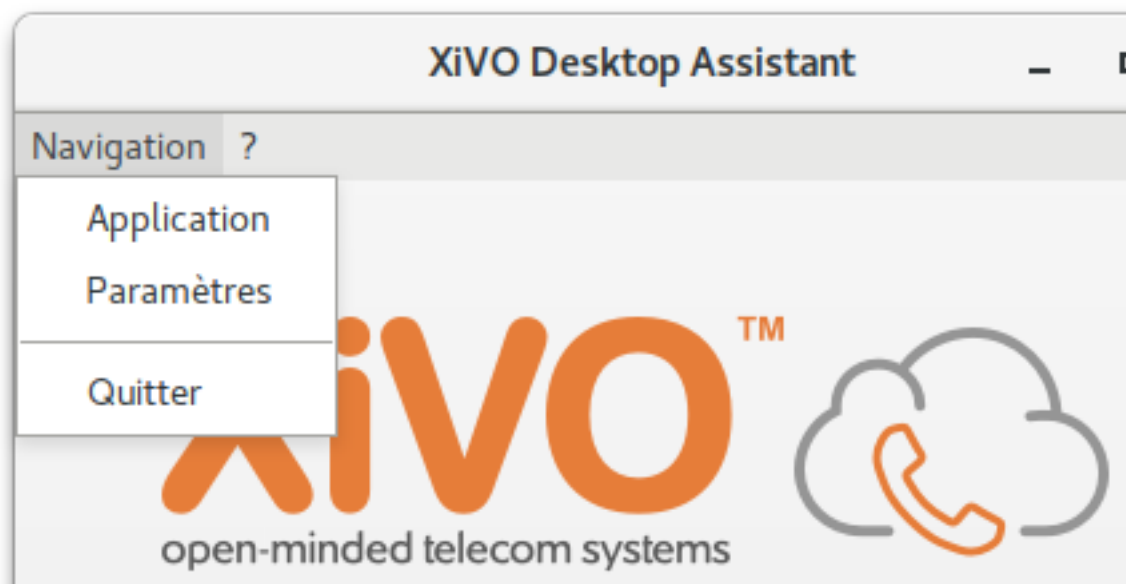 XiVO Desktop Assistant
Navigation ?
Application
Paramètres
Quitter
XiVO™
open-minded telecom systems